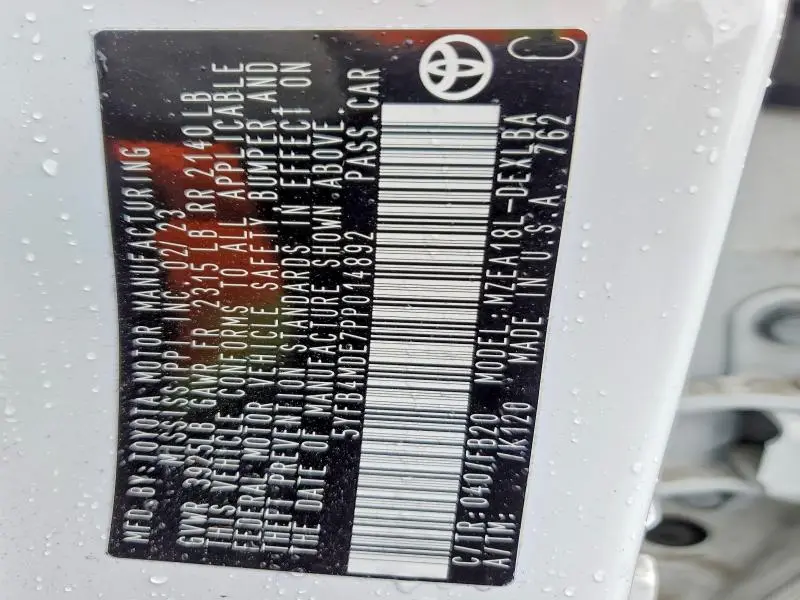 MFD.BY: TOYOTA MOTOR MANUFACTURING
MISSISSIPPI, INC. 02/23
GVWR 3925LB GAWR FR 2315LB RR 2140LB
THIS VEHICLE CONFORMS TO ALL APPLICABLE
FEDERAL MOTOR VEHICLE SAFETY BUMPER AND
THEFT PREVENTION STANDARDS IN EFFECT ON
THE DATE OF MANUFACTURE SHOWN ABOVE.
5YFB4MDE7PP014892 PASS.CAR
C/TR:040/FB20 MODEL:MZEA18L-DEXLBA
A/TM: /K120 MADE IN U.S.A. 762
C